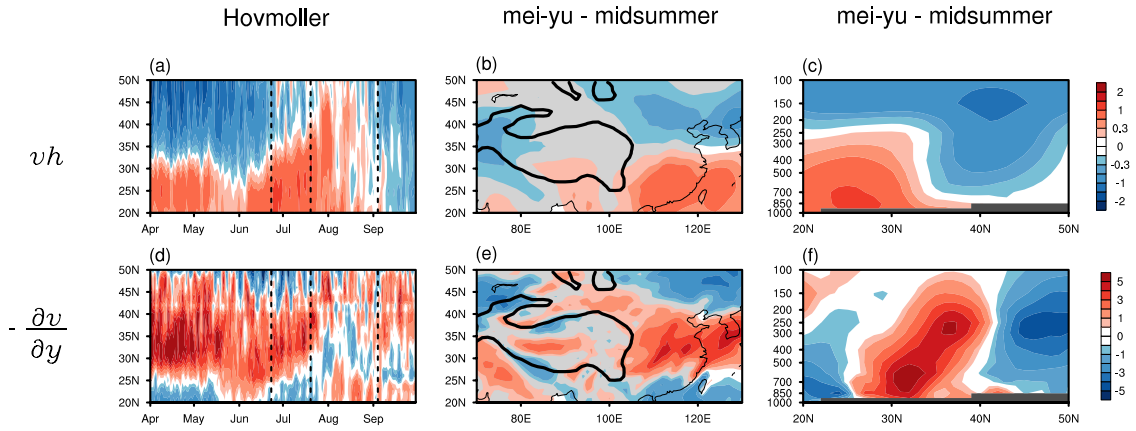 Hovmoller
mei-yu - midsummer
mei-yu - midsummer
vh
(a)
50N
45N
40N
35N
30N
25N
20N
Apr May Jun Jul Aug Sep
(b)
50N
45N
40N
35N
30N
25N
20N
80E 100E 120E
(c)
100
200
250
300
400
500
700
850
1000
20N 30N 40N 50N
2
1
0.3
0
-0.3
-1
-2
- ∂v
∂y
(d)
50N
45N
40N
35N
30N
25N
20N
Apr May Jun Jul Aug Sep
(e)
50N
45N
40N
35N
30N
25N
20N
80E 100E 120E
(f)
100
200
250
300
400
500
700
850
1000
20N 30N 40N 50N
5
3
1
0
-1
-3
-5